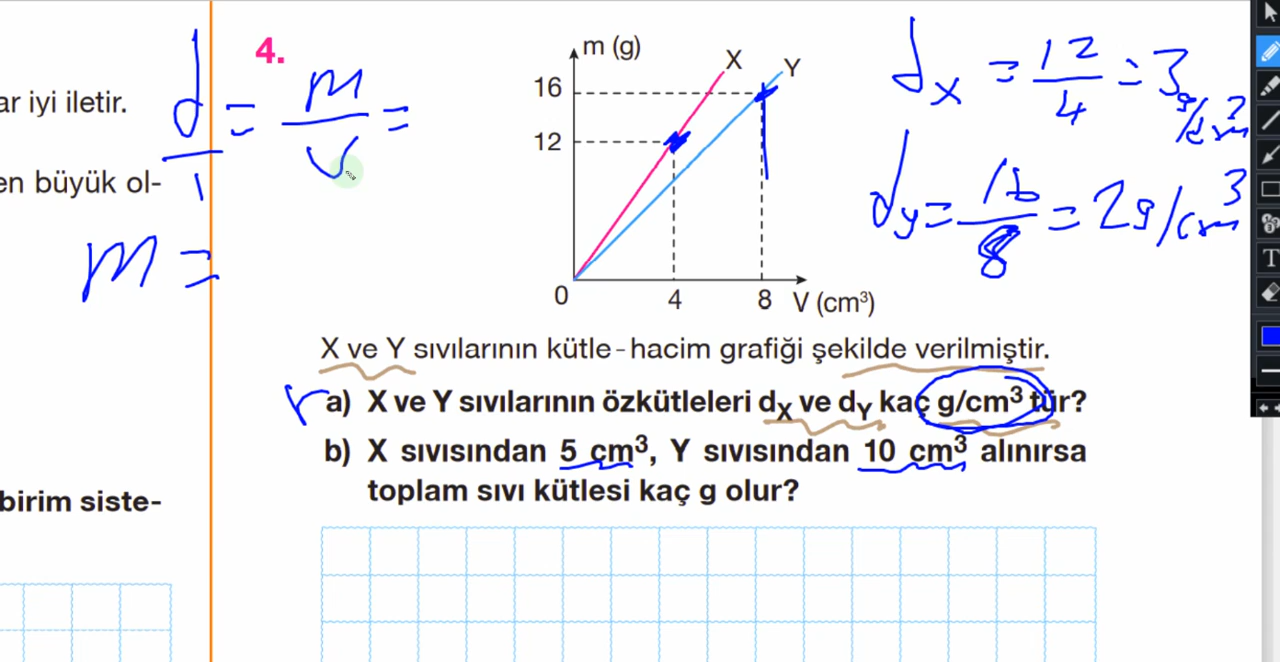 ar iyi iletir.
en büyük ol-
birim siste-
4.
d/1 = m/V =
m =
m (g)
X
Y
16
12
0
4
8
V (cm³)
dX = 12/4 = 3 g/cm³
dy = 16/8 = 2g/cm³
X ve Y sıvılarının kütle-hacim grafiği şekilde verilmiştir.
a) X ve Y sıvılarının özkütleleri dX ve dY kaç g/cm³ tür?
b) X sıvısından 5 cm³, Y sıvısından 10 cm³ alınırsa
toplam sıvı kütlesi kaç g olur?
T